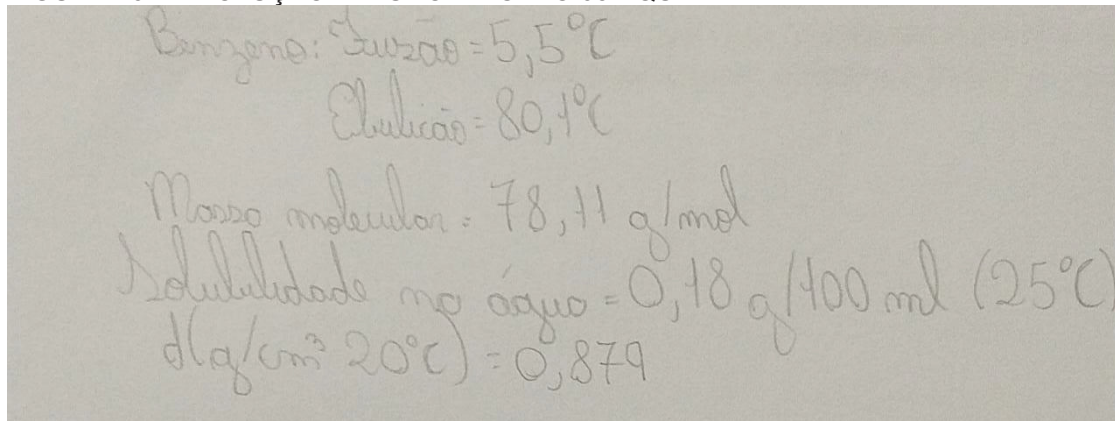 Benzeno: Fusão = 5,5°C
Ebulicão = 80,1°C
Massa molecular = 78,11 g/mol
Solubilidade na água = 0,18 g/100 ml (25°C)
d(g/cm³ 20°C) = 0,879